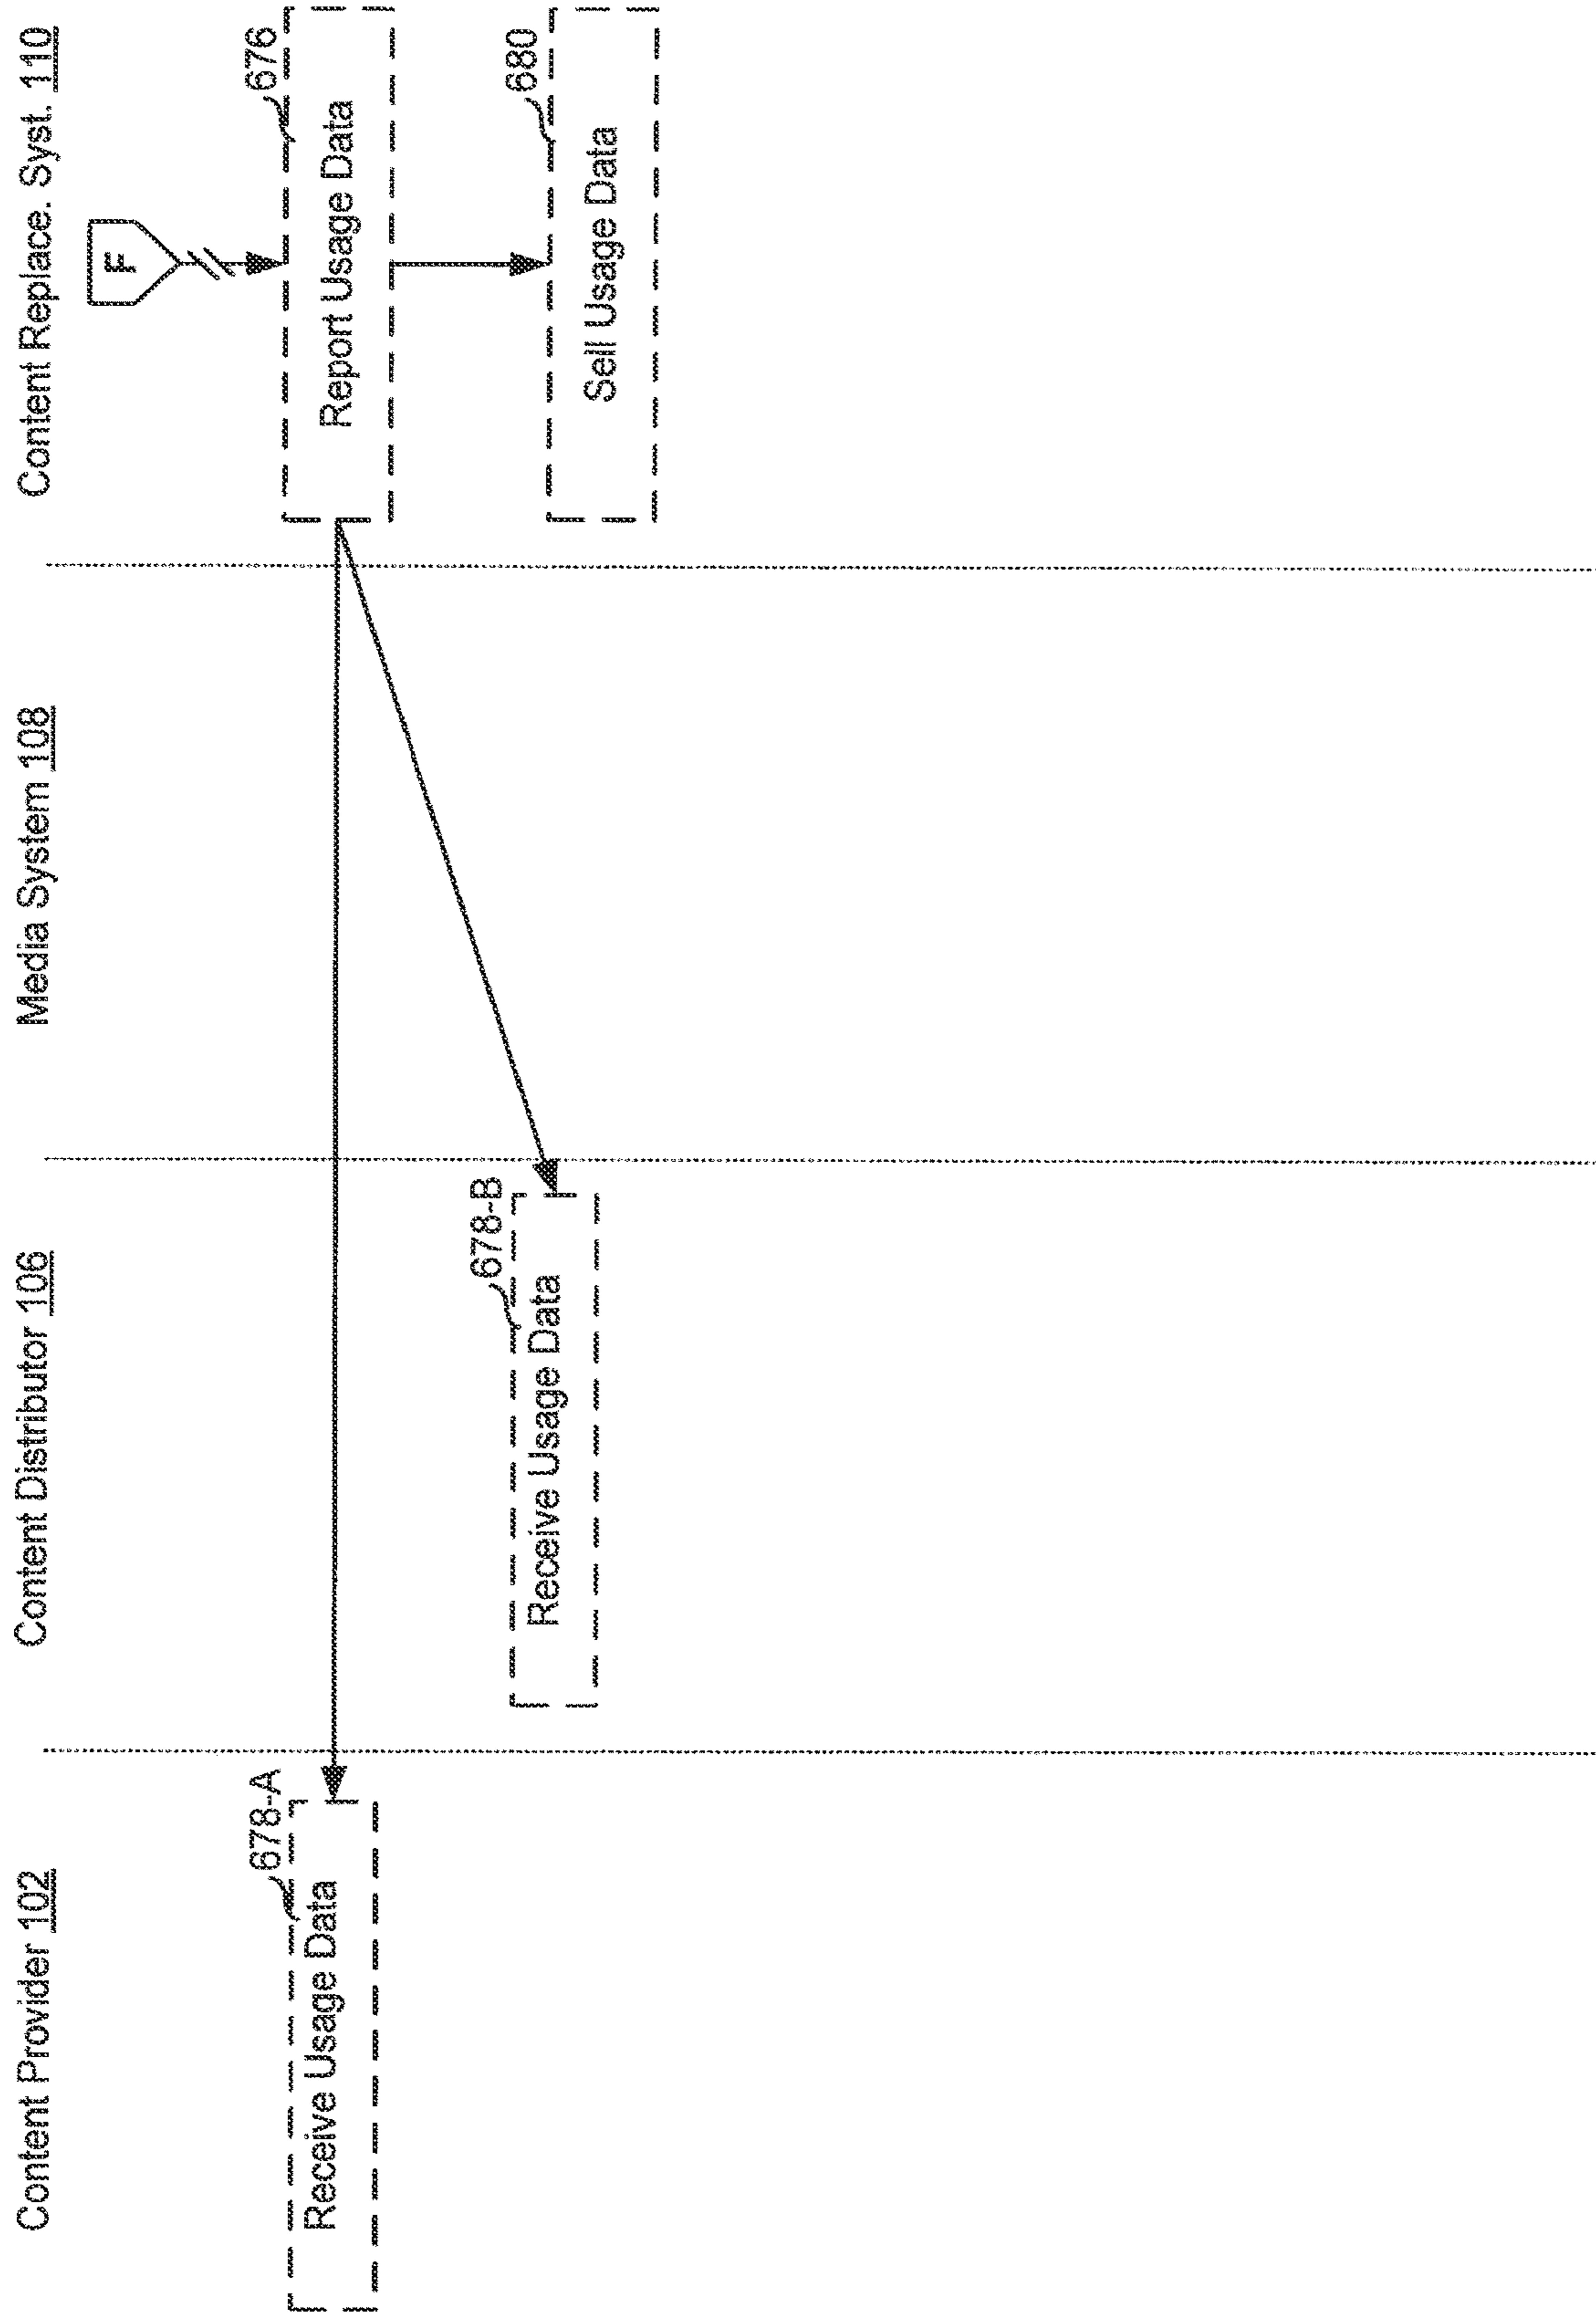 Content Provider 102
Content Distributor 106
Media System 108
Content Replace. Syst. 110
F
676
Report Usage Data
678-A
Receive Usage Data
678-B
Receive Usage Data
680
Sell Usage Data